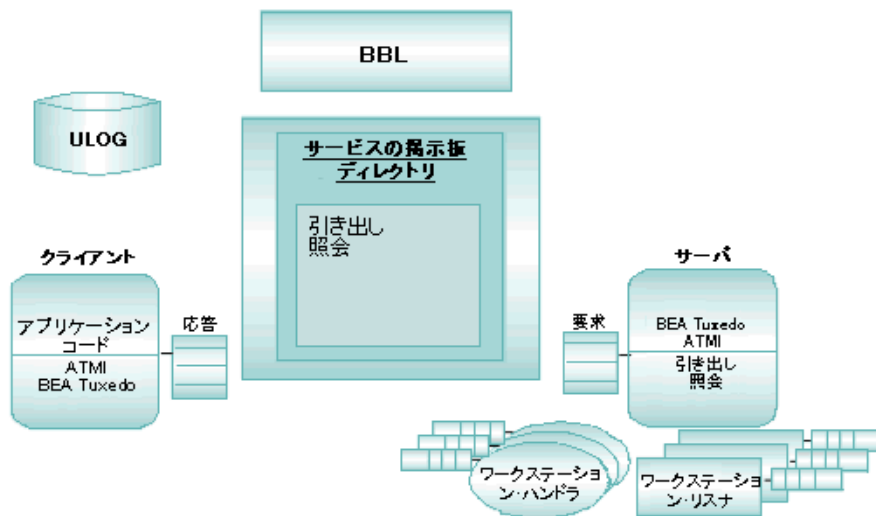 BBL
ULOG
サービスの掲示板
ディレクトリ
引き出し
照会
クライアント
アプリケーション
コード
ATMI
BEA Tuxedo
応答
要求
サーバ
BEA Tuxedo
ATMI
引き出し
照会
ワークステーショ
ン・ハンドラ
ワークステーショ
ン・リスナ